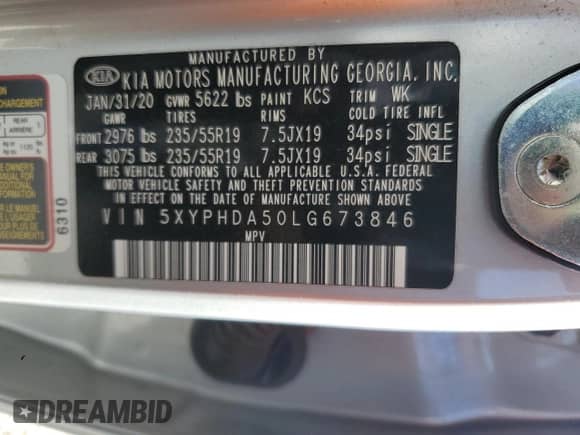 MANUFACTURED BY
KIA KIA MOTORS MANUFACTURING GEORGIA, INC.
JAN/31/20 GVWR 5622 lbs PAINT KCS TRIM WK
GAWR TIRES RIMS COLD TIRE INFL
FRONT 2976 lbs 235/55R19 7.5JX19 34psi SINGLE
REAR 3075 lbs 235/55R19 7.5JX19 34psi SINGLE
THIS VEHICLE CONFORMS TO ALL APPLICABLE U.S.A. FEDERAL
MOTOR VEHICLE SAFETY AND THEFT PREVENTION STANDARDS IN
EFFECT ON THE DATE OF MANUFACTURE SHOWN ABOVE.
VIN 5XYPHDA50LG673846
MPV
REAR
ARRIÈRE
6310
DREAMBID